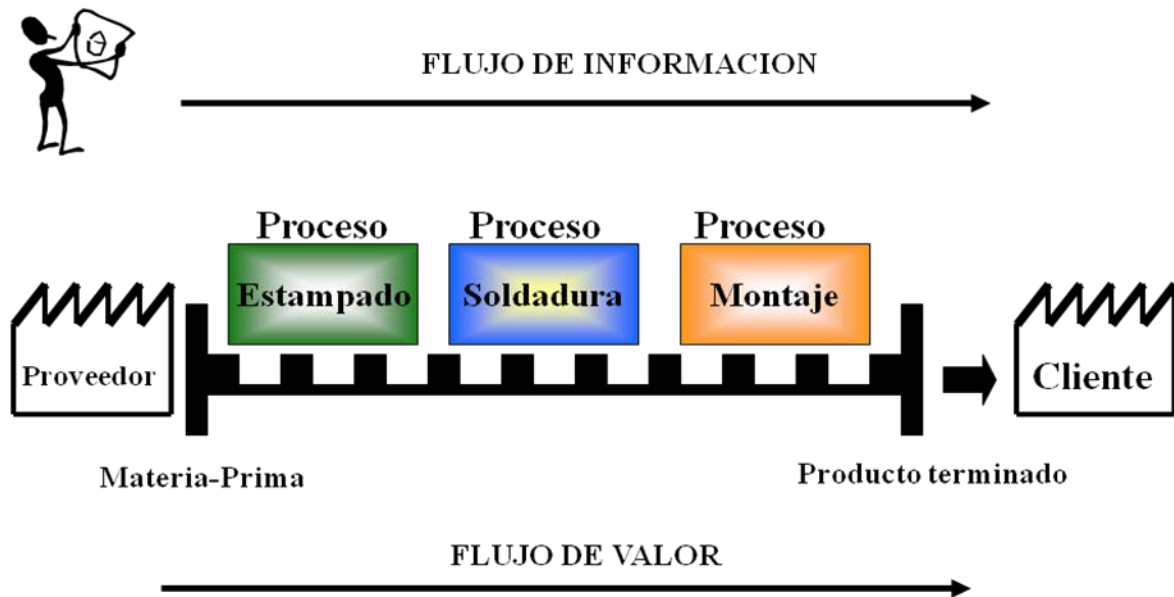 FLUJO DE INFORMACION
Proceso
Proceso
Proceso
Estampado
Soldadura
Montaje
Proveedor
Cliente
Materia-Prima
Producto terminado
FLUJO DE VALOR